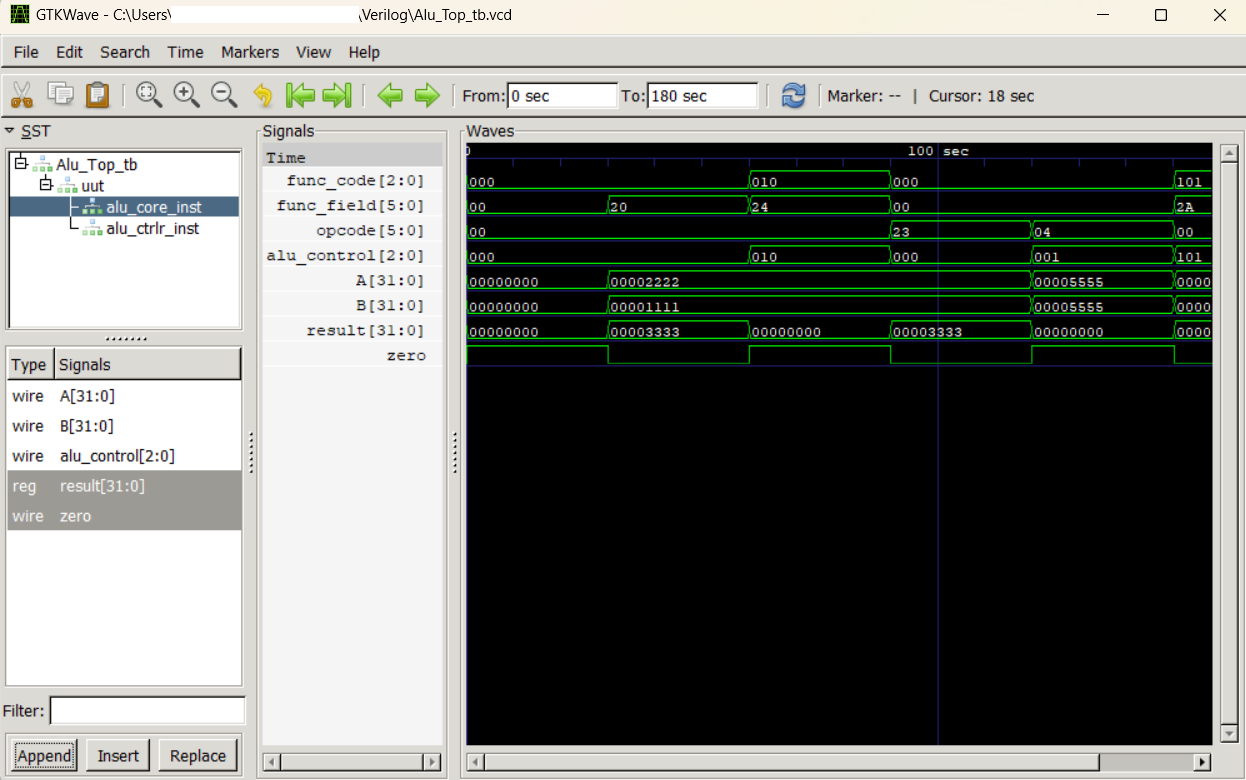 GTKWave - C:\Users\ \Verilog\Alu_Top_tb.vcd
File Edit Search Time Markers View Help
From: 0 sec To: 180 sec Marker: -- | Cursor: 18 sec
SST
Alu_Top_tb
uut
alu_core_inst
alu_ctrlr_inst
Type Signals
wire A[31:0]
wire B[31:0]
wire alu_control[2:0]
reg result[31:0]
wire zero
Filter:
Append Insert Replace
Signals
Time
func_code[2:0]
func_field[5:0]
opcode[5:0]
alu_control[2:0]
A[31:0]
B[31:0]
result[31:0]
zero
Waves
0 100 sec
000 010 000 101
00 20 24 00 2A
00 23 04 00
000 010 000 001 101
00000000 00002222 00005555 0000
00000000 00001111 00005555 0000
00000000 00003333 00000000 00003333 00000000 0000